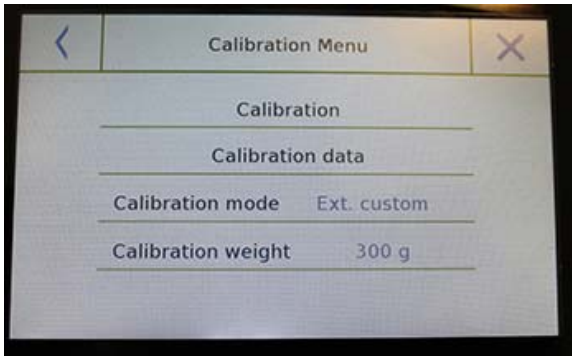 Calibration Menu
Calibration
Calibration data
Calibration mode Ext. custom
Calibration weight 300 g